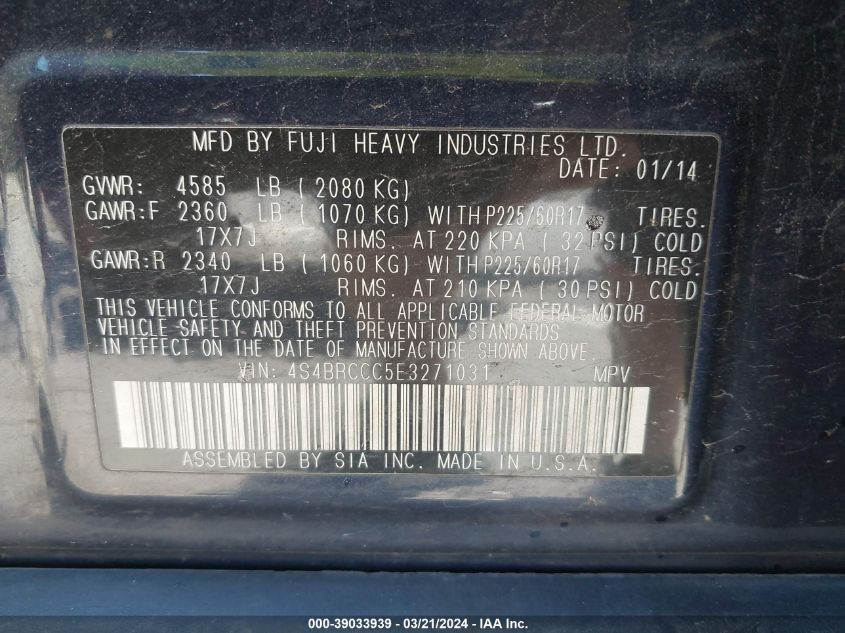 MFD BY FUJI HEAVY INDUSTRIES LTD.
DATE: 01/14
GVWR: 4585 LB ( 2080 KG)
GAWR:F 2360 LB ( 1070 KG) WITH P225/60R17 TIRES.
17X7J RIMS. AT 220 KPA ( 32 PSI) COLD
GAWR:R 2340 LB ( 1060 KG) WITH P225/60R17 TIRES.
17X7J RIMS. AT 210 KPA ( 30 PSI) COLD
THIS VEHICLE CONFORMS TO ALL APPLICABLE FEDERAL MOTOR
VEHICLE SAFETY AND THEFT PREVENTION STANDARDS
IN EFFECT ON THE DATE OF MANUFACTURE SHOWN ABOVE.
VIN: 4S4BRCCC5E3271031 MPV
ASSEMBLED BY SIA INC. MADE IN U.S.A.
000-39033939 - 03/21/2024 - IAA Inc.